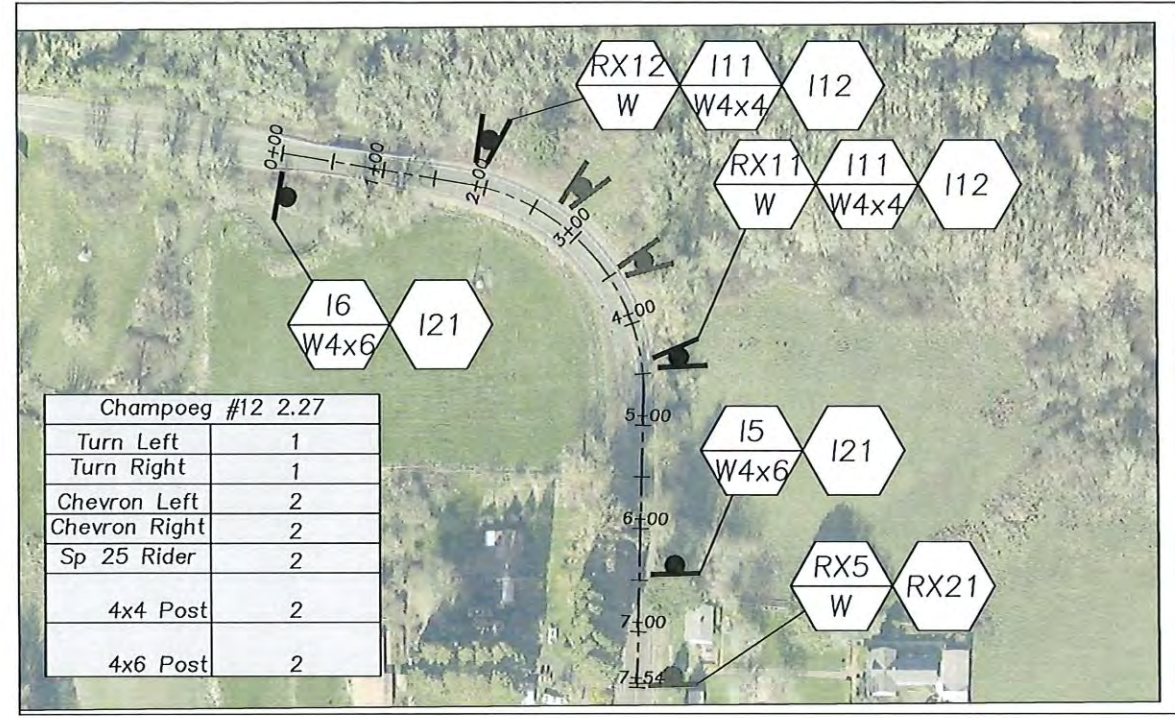 RX12 I11 I12
W W4x4
RX11 I11 I12
W W4x4
0+00
1+00
2+00
3+00
4+00
5+00
6+00
7+00
7+54
I6 I21
W4x6
I5 I21
W4x6
RX5 RX21
W
Champoeg #12 2.27
Turn Left 1
Turn Right 1
Chevron Left 2
Chevron Right 2
Sp 25 Rider 2
4x4 Post 2
4x6 Post 2